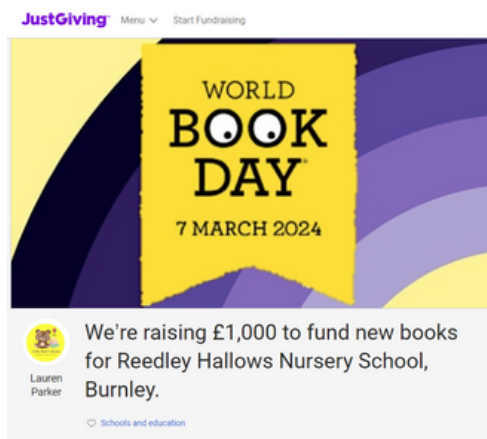 JustGiving™ Menu Start Fundraising
WORLD
BOOK
DAY®
7 MARCH 2024
We're raising £1,000 to fund new books
for Reedley Hallows Nursery School,
Burnley.
Lauren
Parker
Schools and education